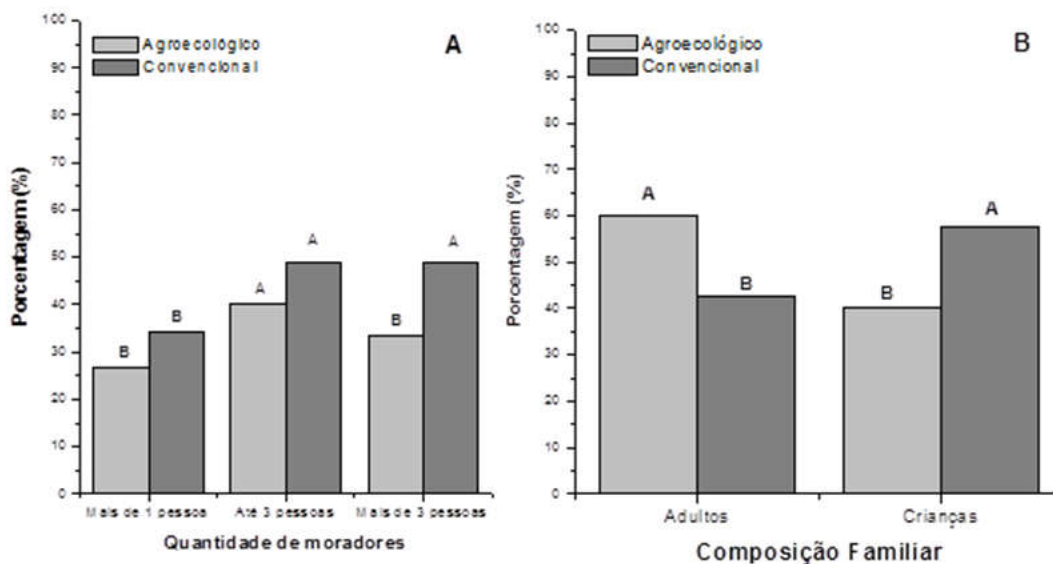 A
Agroecológico
Convencional
Porcentagem (%)
100
90
80
70
60
50
40
30
20
10
0
B
B
A
A
B
A
Mais de 1 pessoa
Até 3 pessoas
Mais de 3 pessoas
Quantidade de moradores
B
Agroecológico
Convencional
Porcentagem (%)
100
90
80
70
60
50
40
30
20
10
0
A
B
B
A
Adultos
Crianças
Composição Familiar